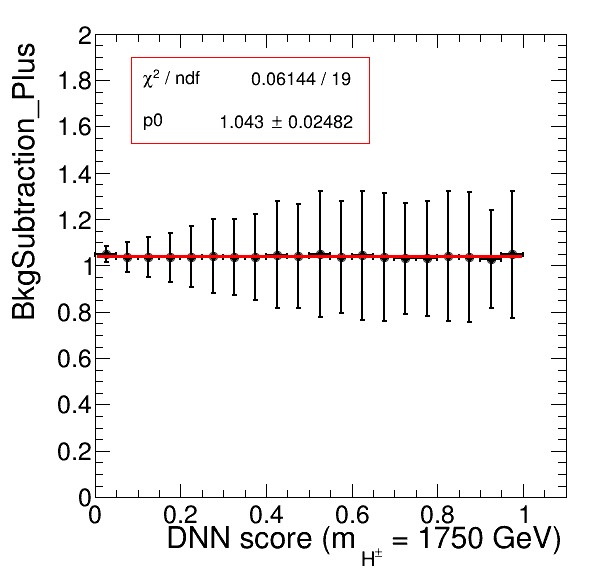 BkgSubtraction_Plus
2
1.8
1.6
1.4
1.2
1
0.8
0.6
0.4
0.2
0
χ² / ndf 0.06144 / 19
p0 1.043 ± 0.02482
0 0.2 0.4 0.6 0.8 1
DNN score (m_H± = 1750 GeV)